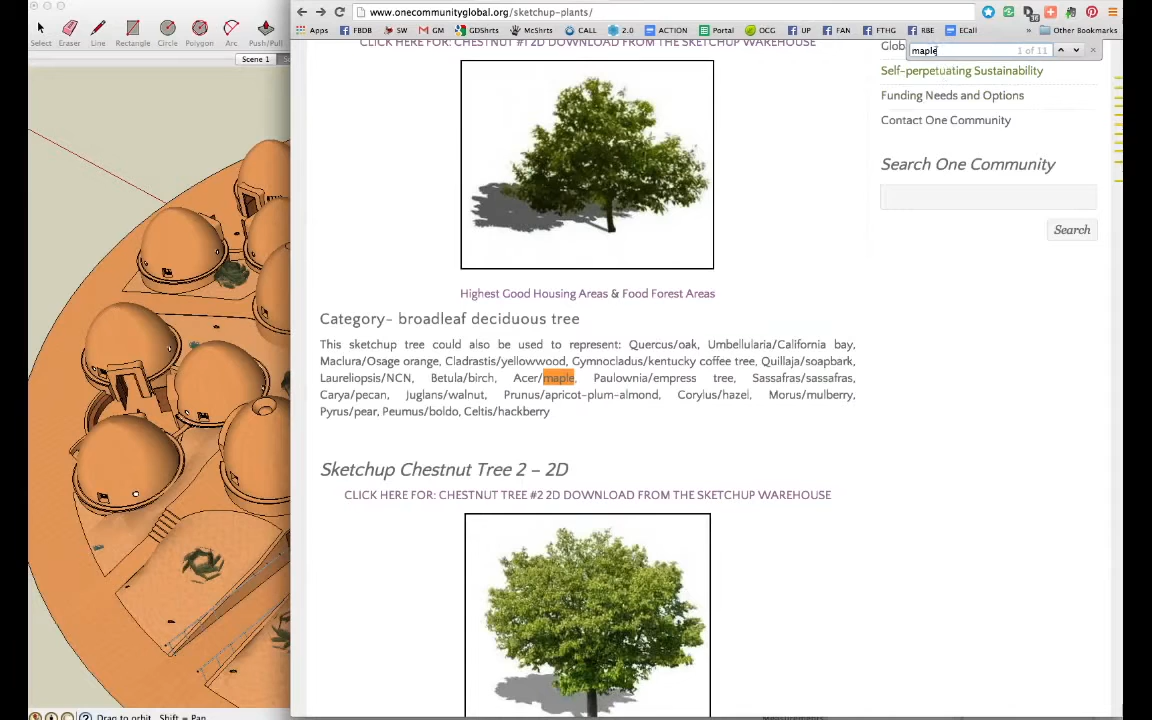 www.onecommunityglobal.org/sketchup-plants/
Select Eraser Line Rectangle Circle Polygon Arc Push/Pull
Apps FBDB SW GDShrts McShrts CALL 2.0 ACTION Portal OCG UP FAN FTHG RBE ECall » Other Bookmarks
CLICK HERE FOR: CHESTNUT #1 2D DOWNLOAD FROM THE SKETCHUP WAREHOUSE
Glob
maple 1 of 11
Scene 1
Self-perpetuating Sustainability
Funding Needs and Options
Contact One Community
Search One Community
Search
Highest Good Housing Areas & Food Forest Areas
Category- broadleaf deciduous tree
This sketchup tree could also be used to represent: Quercus/oak, Umbellularia/California bay,
Maclura/Osage orange, Cladrastis/yellowwood, Gymnocladus/kentucky coffee tree, Quillaja/soapbark,
Laureliopsis/NCN, Betula/birch, Acer/maple, Paulownia/empress tree, Sassafras/sassafras,
Carya/pecan, Juglans/walnut, Prunus/apricot-plum-almond, Corylus/hazel, Morus/mulberry,
Pyrus/pear, Peumus/boldo, Celtis/hackberry
Sketchup Chestnut Tree 2 – 2D
CLICK HERE FOR: CHESTNUT TREE #2 2D DOWNLOAD FROM THE SKETCHUP WAREHOUSE
Drag to orbit. Shift = Pan